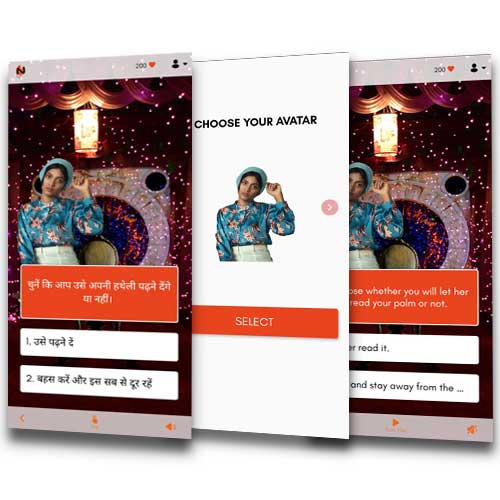 200
चुनें कि आप उसे अपनी हथेली पढ़ने देंगे
या नहीं।
1. उसे पढ़ने दें
2. बहस करें और इस सब से दूर रहें
CHOOSE YOUR AVATAR
SELECT
200
ose whether you will let her
read your palm or not.
er read it.
and stay away from the ...